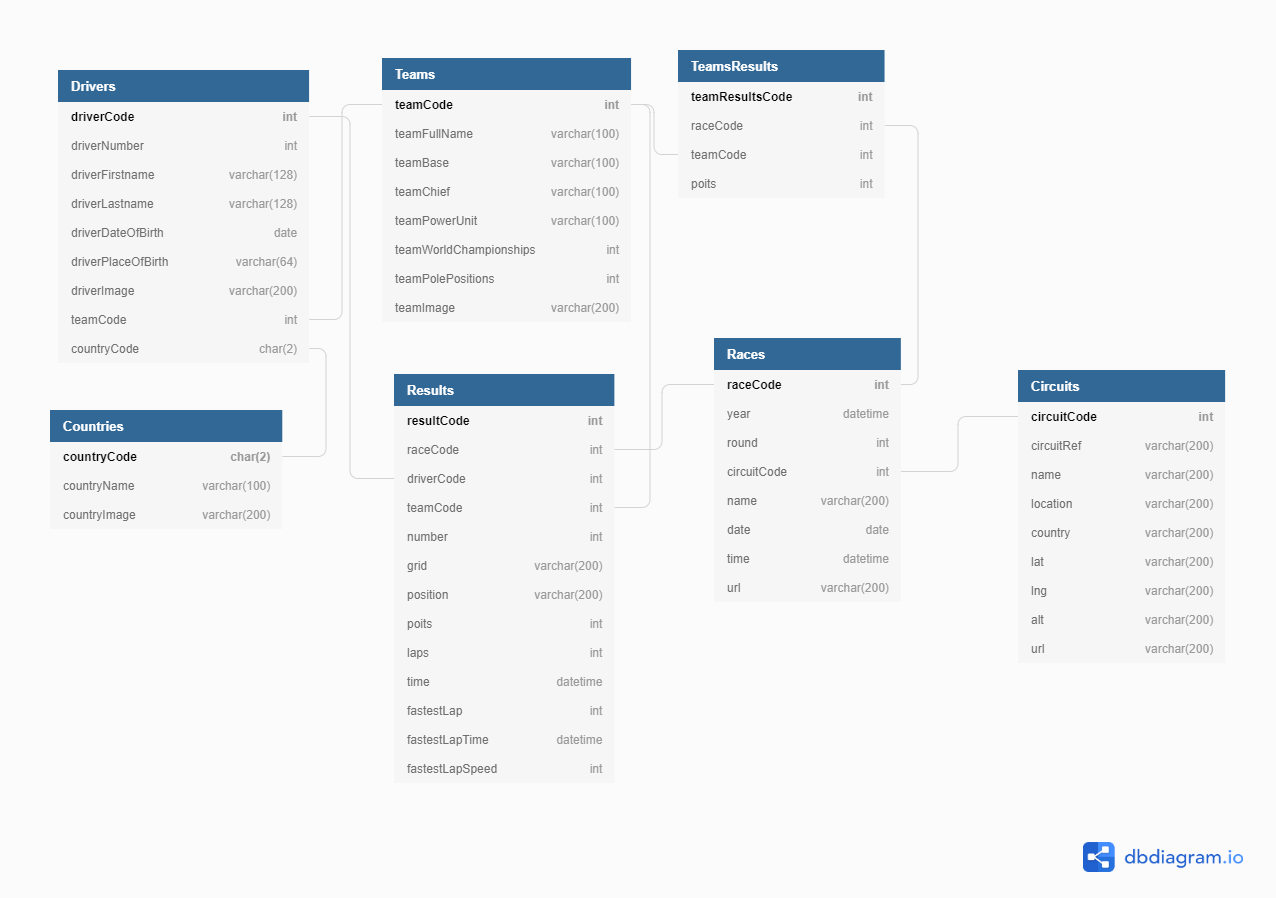 Drivers
driverCode int
driverNumber int
driverFirstname varchar(128)
driverLastname varchar(128)
driverDateOfBirth date
driverPlaceOfBirth varchar(64)
driverImage varchar(200)
teamCode int
countryCode char(2)
Countries
countryCode char(2)
countryName varchar(100)
countryImage varchar(200)
Teams
teamCode int
teamFullName varchar(100)
teamBase varchar(100)
teamChief varchar(100)
teamPowerUnit varchar(100)
teamWorldChampionships int
teamPolePositions int
teamImage varchar(200)
Results
resultCode int
raceCode int
driverCode int
teamCode int
number int
grid varchar(200)
position varchar(200)
poits int
laps int
time datetime
fastestLap int
fastestLapTime datetime
fastestLapSpeed int
TeamsResults
teamResultsCode int
raceCode int
teamCode int
poits int
Races
raceCode int
year datetime
round int
circuitCode int
name varchar(200)
date date
time datetime
url varchar(200)
Circuits
circuitCode int
circuitRef varchar(200)
name varchar(200)
location varchar(200)
country varchar(200)
lat varchar(200)
lng varchar(200)
alt varchar(200)
url varchar(200)
dbdiagram.io